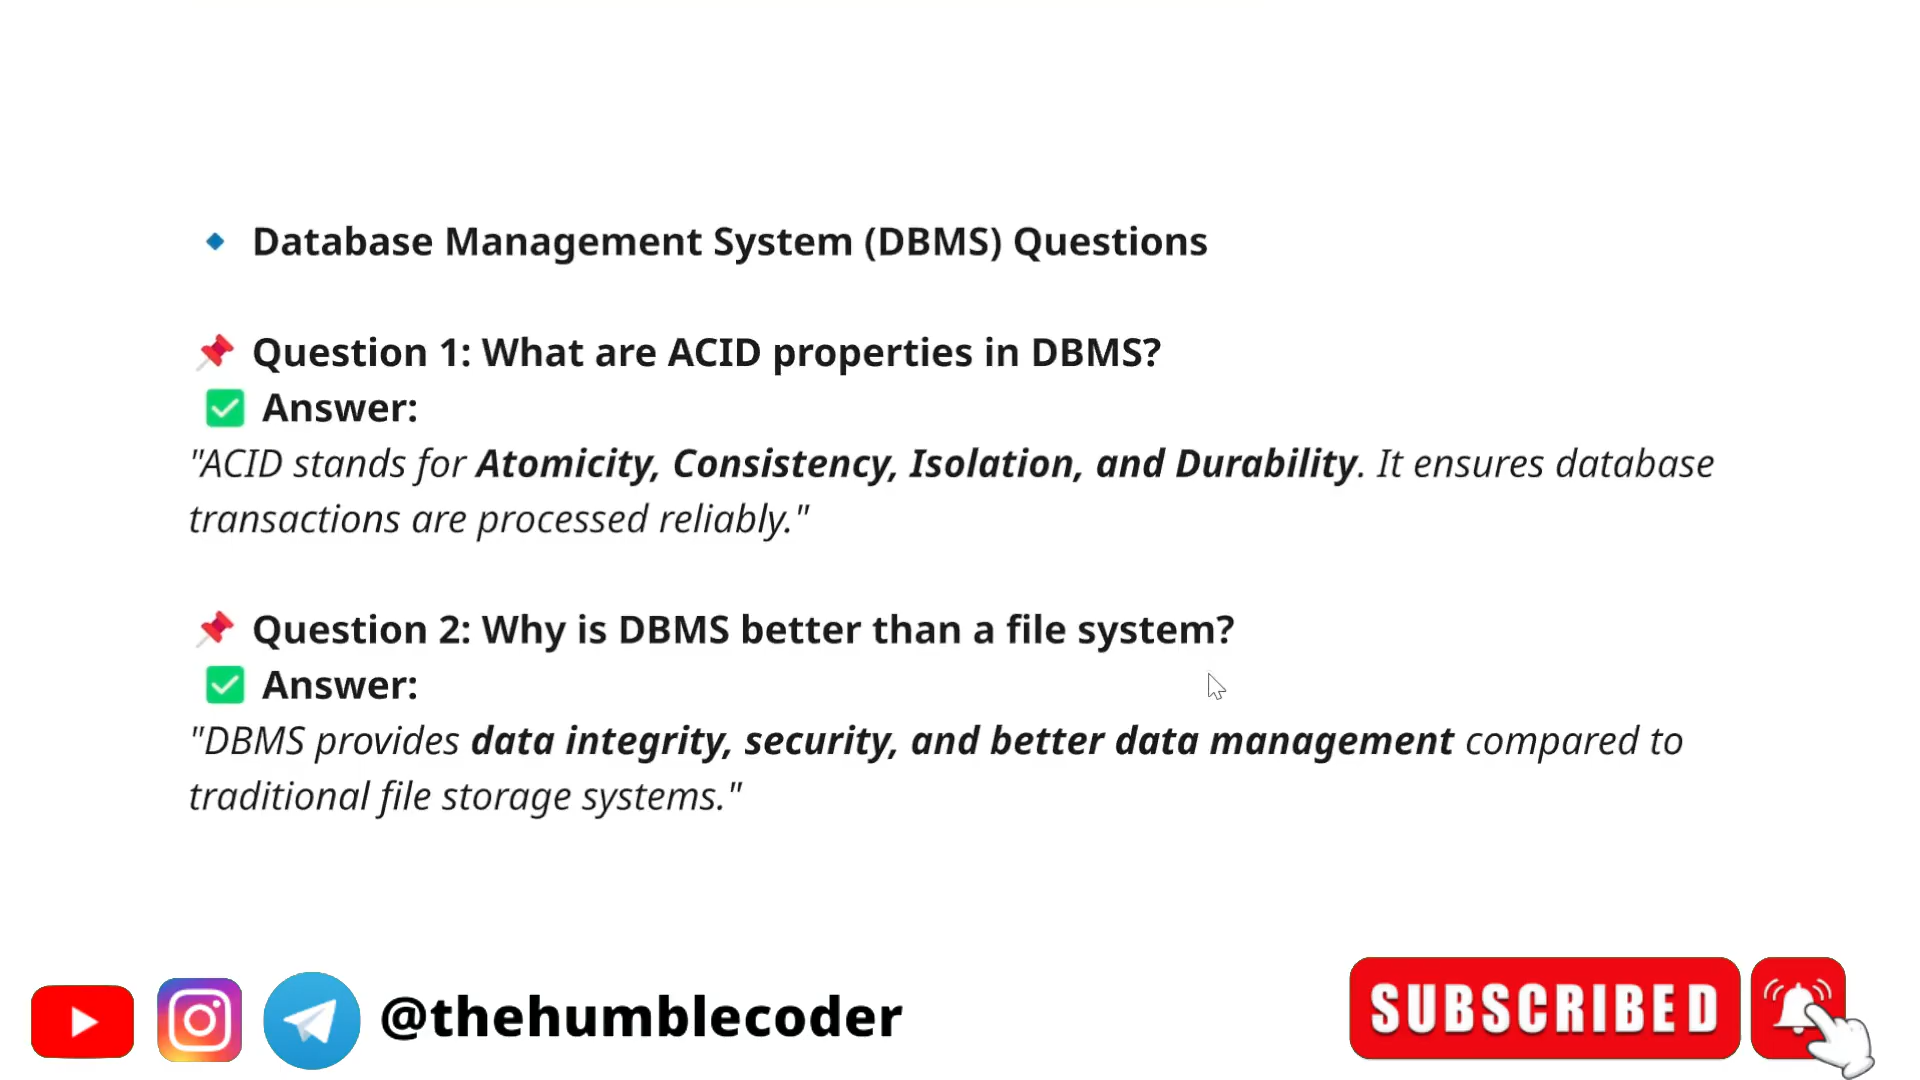 Database Management System (DBMS) Questions
Question 1: What are ACID properties in DBMS?
Answer:
"ACID stands for Atomicity, Consistency, Isolation, and Durability. It ensures database
transactions are processed reliably."
Question 2: Why is DBMS better than a file system?
Answer:
"DBMS provides data integrity, security, and better data management compared to
traditional file storage systems."
@thehumblecoder
SUBSCRIBED